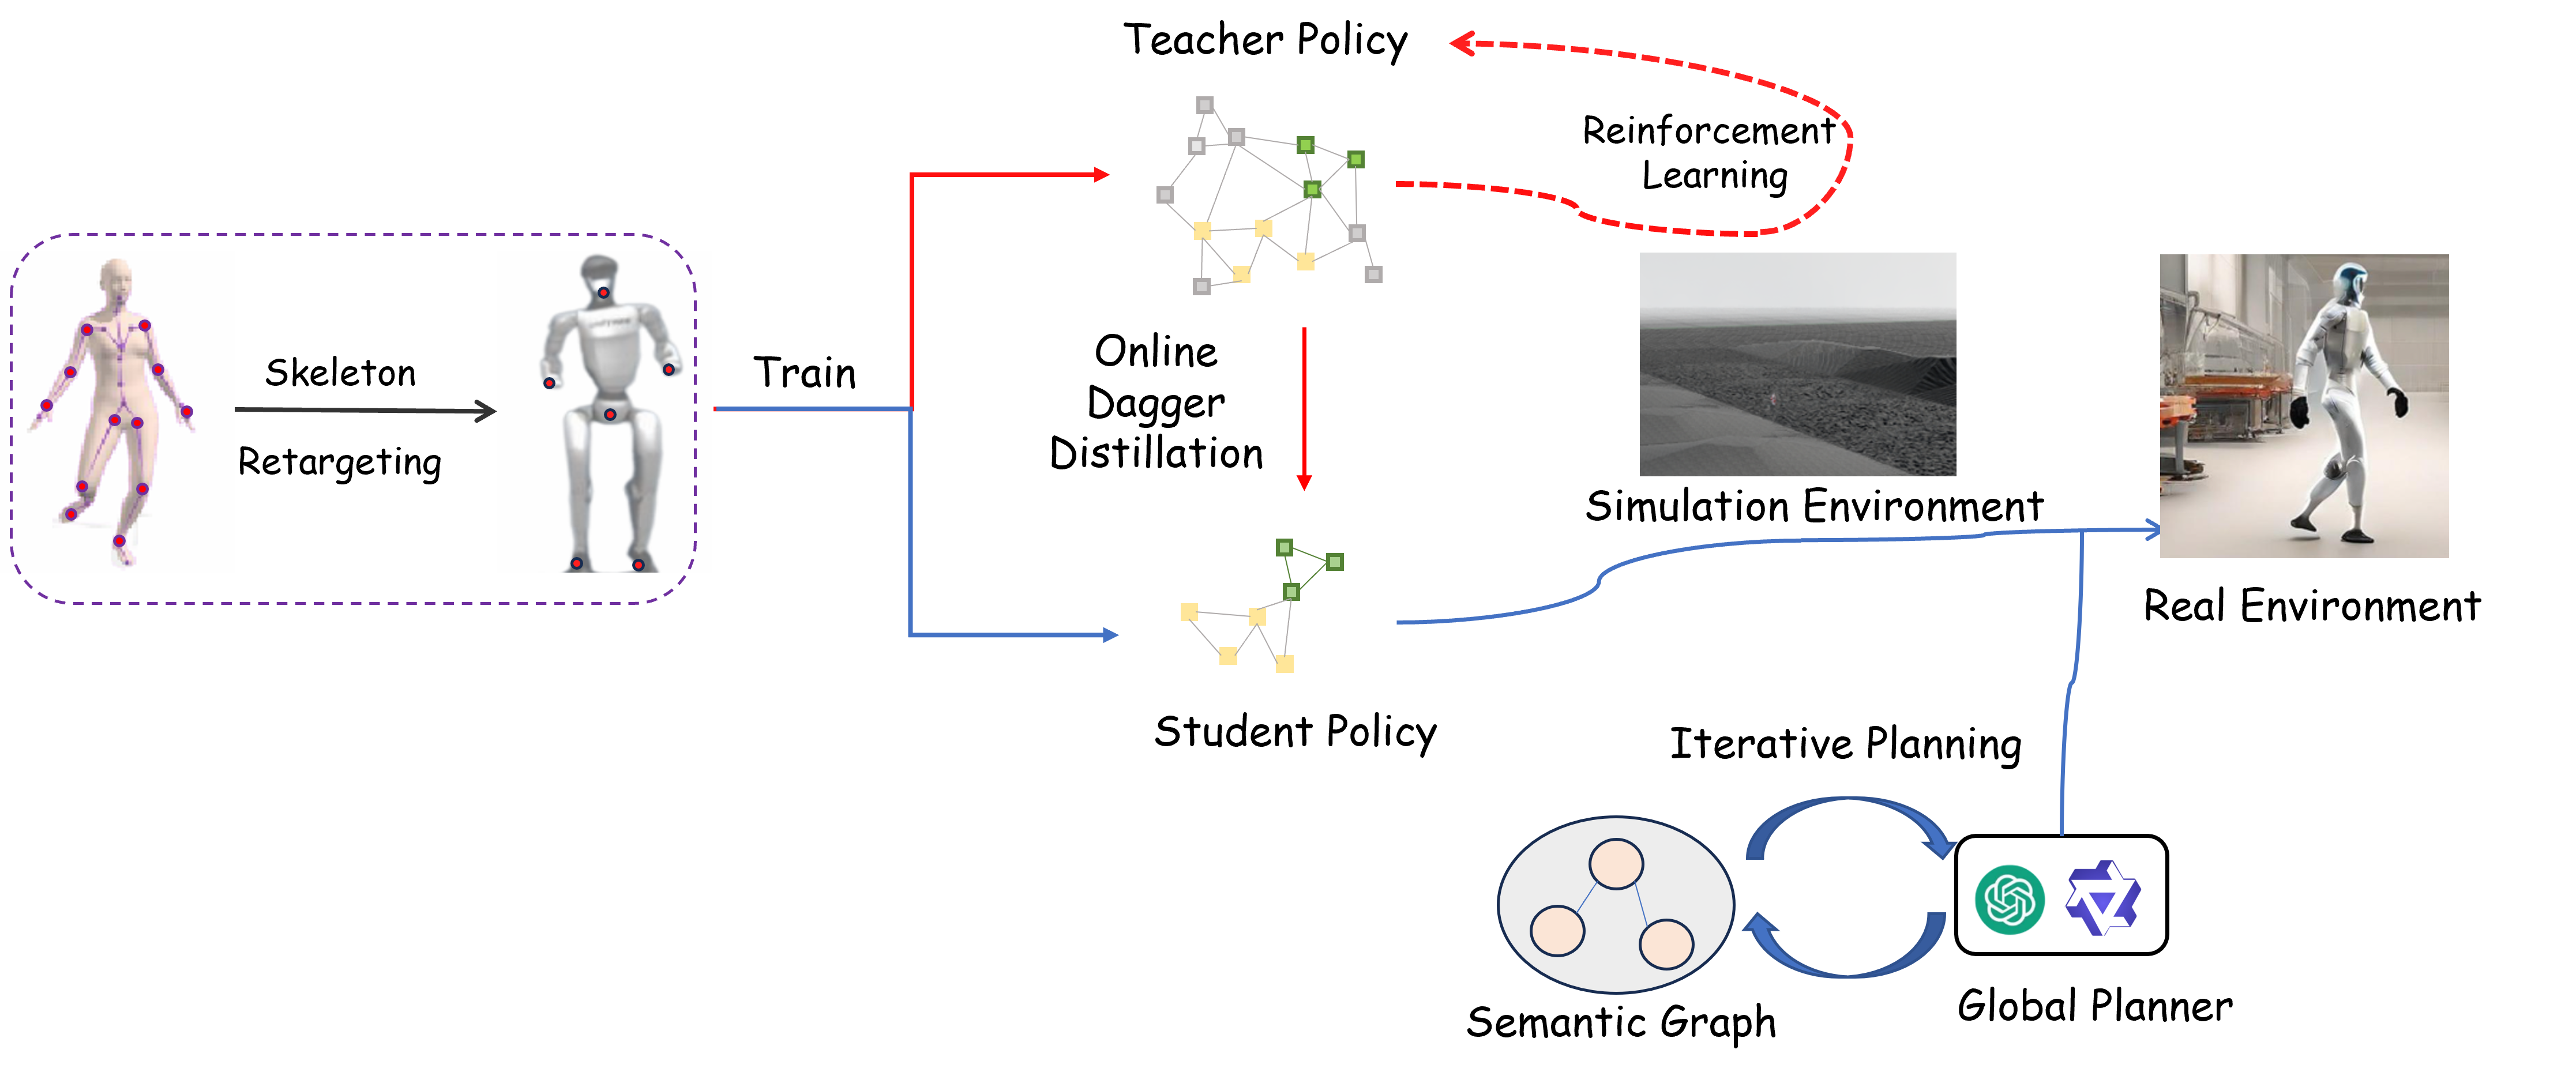 Teacher Policy
Reinforcement
Learning
Skeleton
Retargeting
Train
Online
Dagger
Distillation
Simulation Environment
Real Environment
Student Policy
Iterative Planning
Semantic Graph
Global Planner